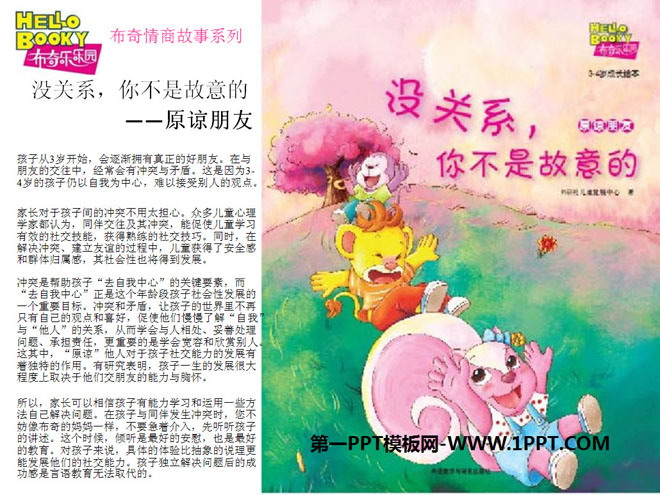 HELLO
BOOKY
布奇乐乐园
布奇情商故事系列
没关系，你不是故意的
——原谅朋友
孩子从3岁开始，会逐渐拥有真正的好朋友。在与
朋友的交往中，经常会有冲突与矛盾。这是因为3-
4岁的孩子仍以自我为中心，难以接受别人的观点。
家长对于孩子间的冲突不用太担心。众多儿童心理
学家都认为，同伴交往及其冲突，能促使儿童学习
有效的社交技能，获得熟练的社交技巧。同时，在
解决冲突、建立友谊的过程中，儿童获得了安全感
和群体归属感，其社会性也将得到发展。
冲突是帮助孩子“去自我中心”的关键要素，而
“去自我中心”正是这个年龄段孩子社会性发展的
一个重要目标。冲突和矛盾，让孩子的世界里不再
只有自己的观点和喜好，促使他们慢慢了解“自我”
与“他人”的关系，从而学会与人相处、妥善处理
问题、承担责任，更重要的是学会宽容和欣赏别人。
这其中，“原谅”他人对于孩子社交能力的发展有
着独特的作用。有研究表明，孩子一生的发展很大
程度上取决于他们交朋友的能力与胸怀。
所以，家长可以相信孩子有能力学习和运用一些方
法自己解决问题。在孩子与同伴发生冲突时，您不
妨像布奇的妈妈一样，不要急着介入，先听听孩子
的讲述。这个时候，倾听是最好的安慰，也是最好
的教育。对孩子来说，具体的体验比抽象的说理更
能发展他们的社交能力。孩子独立解决问题后的成
功感是言语教育无法取代的。
HELLO
BOOKY
布奇乐乐园
3-4岁成长绘本
没关系，
原谅朋友
你不是故意的
第一PPT模板网-WWW.1PPT.COM
外语教学与研究出版社